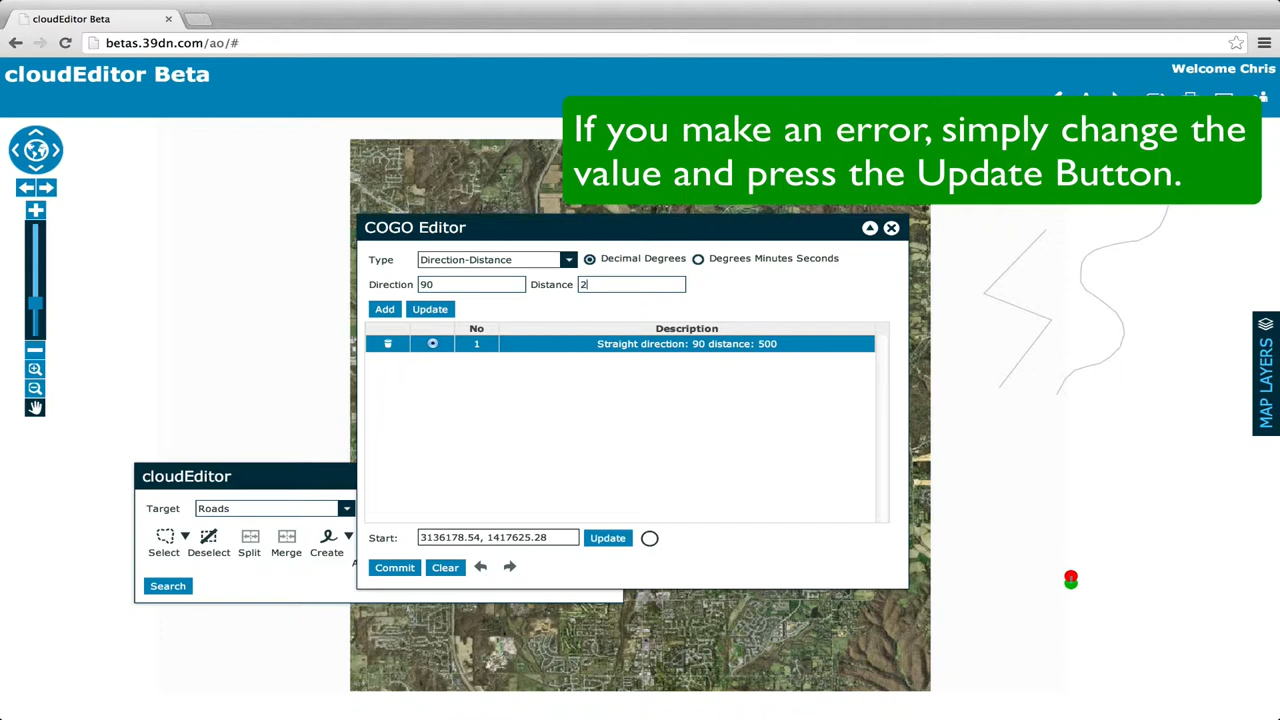 cloudEditor Beta
betas.39dn.com/ao/#
cloudEditor Beta
Welcome Chris
If you make an error, simply change the
value and press the Update Button.
COGO Editor
Type Direction-Distance Decimal Degrees Degrees Minutes Seconds
Direction 90 Distance 2
Add Update
No Description
1 Straight direction: 90 distance: 500
MAP LAYERS
cloudEditor
Target Roads
Select Deselect Split Merge Create
Search
Start: 3136178.54, 1417625.28 Update
Commit Clear